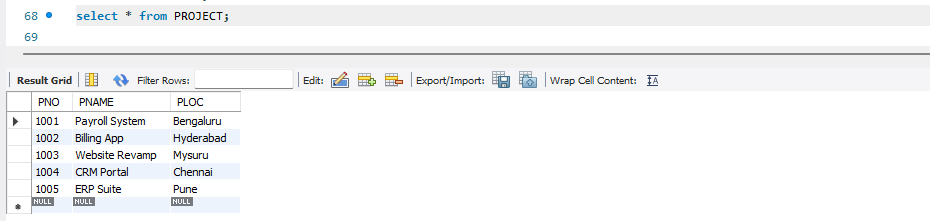 68 select * from PROJECT;
69
Result Grid Filter Rows: Edit: Export/Import: Wrap Cell Content:
PNO PNAME PLOC
1001 Payroll System Bengaluru
1002 Billing App Hyderabad
1003 Website Revamp Mysuru
1004 CRM Portal Chennai
1005 ERP Suite Pune
NULL NULL NULL